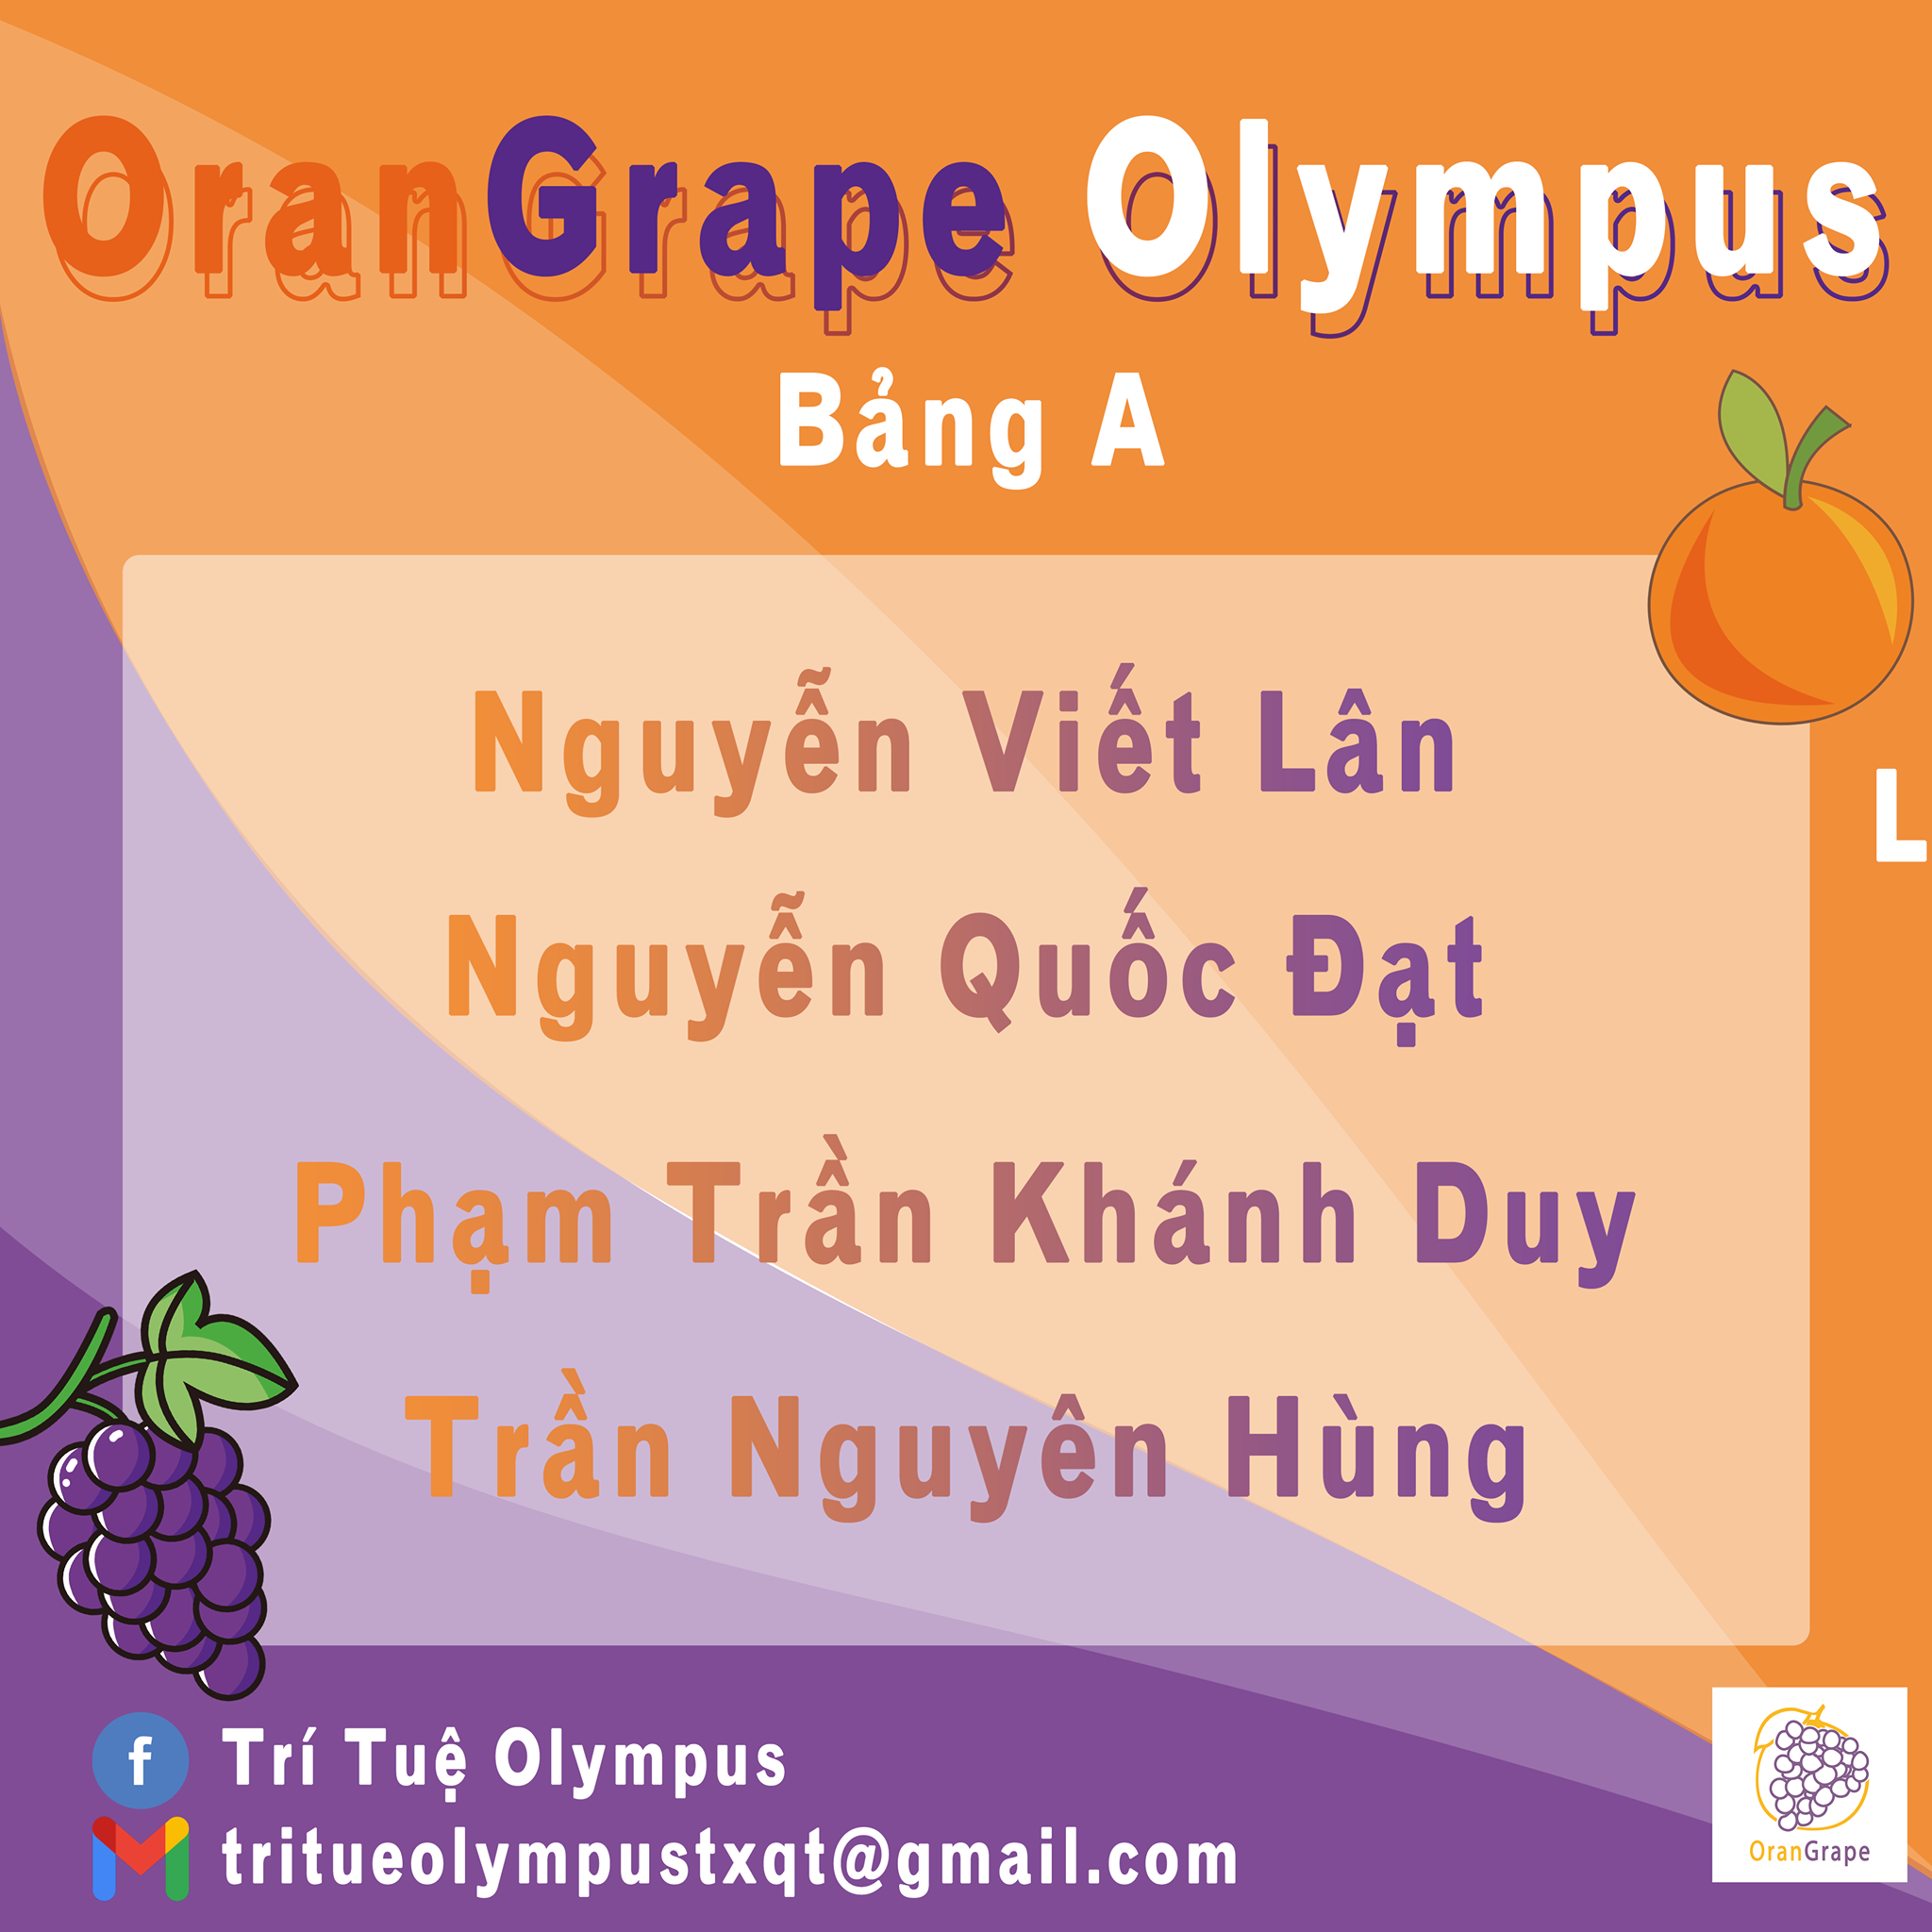 OranGrape Olympus
Bảng A
Nguyễn Viết Lân
L
Nguyễn Quốc Đạt
Phạm Trần Khánh Duy
Trần Nguyên Hùng
Trí Tuệ Olympus
tritueolympustxqt@gmail.com
OranGrape